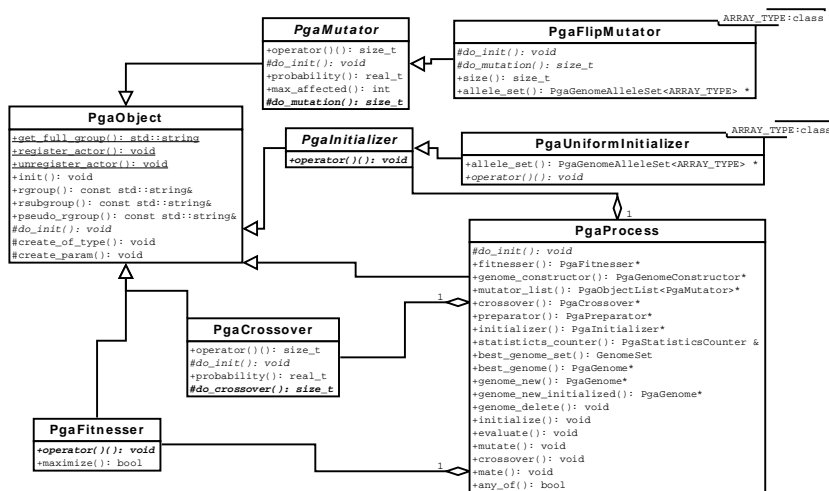 PgaMutator
+operator()(): size_t
#do_init(): void
+probability(): real_t
+max_affected(): int
#do_mutation(): size_t
ARRAY_TYPE:class
PgaFlipMutator
#do_init(): void
#do_mutation(): size_t
+size(): size_t
+allele_set(): PgaGenomeAlleleSet<ARRAY_TYPE> *
PgaObject
+get_full_group(): std::string
+register_actor(): void
+unregister_actor(): void
+init(): void
+rgroup(): const std::string&
+rsubgroup(): const std::string&
+pseudo_rgroup(): const std::string&
#do_init(): void
#create_of_type(): void
#create_param(): void
PgaInitializer
+operator()(): void
ARRAY_TYPE:class
PgaUniformInitializer
+allele_set(): PgaGenomeAlleleSet<ARRAY_TYPE> *
+operator()(): void
1
PgaProcess
#do_init(): void
+fitnesser(): PgaFitnesser*
+genome_constructor(): PgaGenomeConstructor*
+mutator_list(): PgaObjectList<PgaMutator>*
+crossover(): PgaCrossover*
+preparator(): PgaPreparator*
+initializer(): PgaInitializer*
+statisticts_counter(): PgaStatisticsCounter &
+best_genome_set(): GenomeSet
+best_genome(): PgaGenome*
+genome_new(): PgaGenome*
+genome_new_initialized(): PgaGenome*
+genome_delete(): void
+initialize(): void
+evaluate(): void
+mutate(): void
+crossover(): void
+mate(): void
+any_of(): bool
1
PgaCrossover
+operator()(): size_t
#do_init(): void
+probability(): real_t
#do_crossover(): size_t
PgaFitnesser
+operator()(): void
+maximize(): bool
1